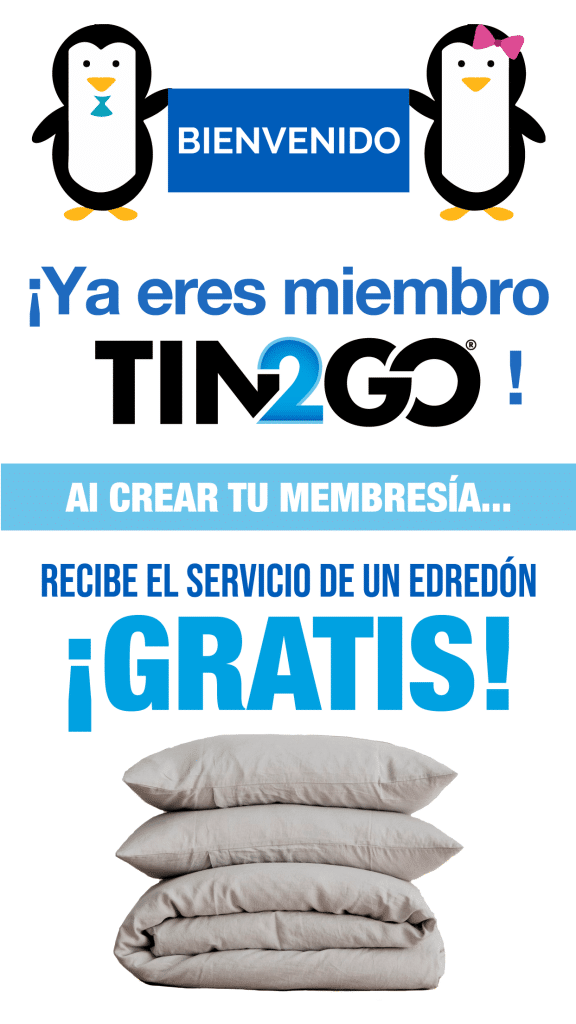 BIENVENIDO
¡Ya eres miembro
TIN2GO® !
Al CREAR TU MEMBRESÍA...
RECIBE EL SERVICIO DE UN EDREDÓN
¡GRATIS!